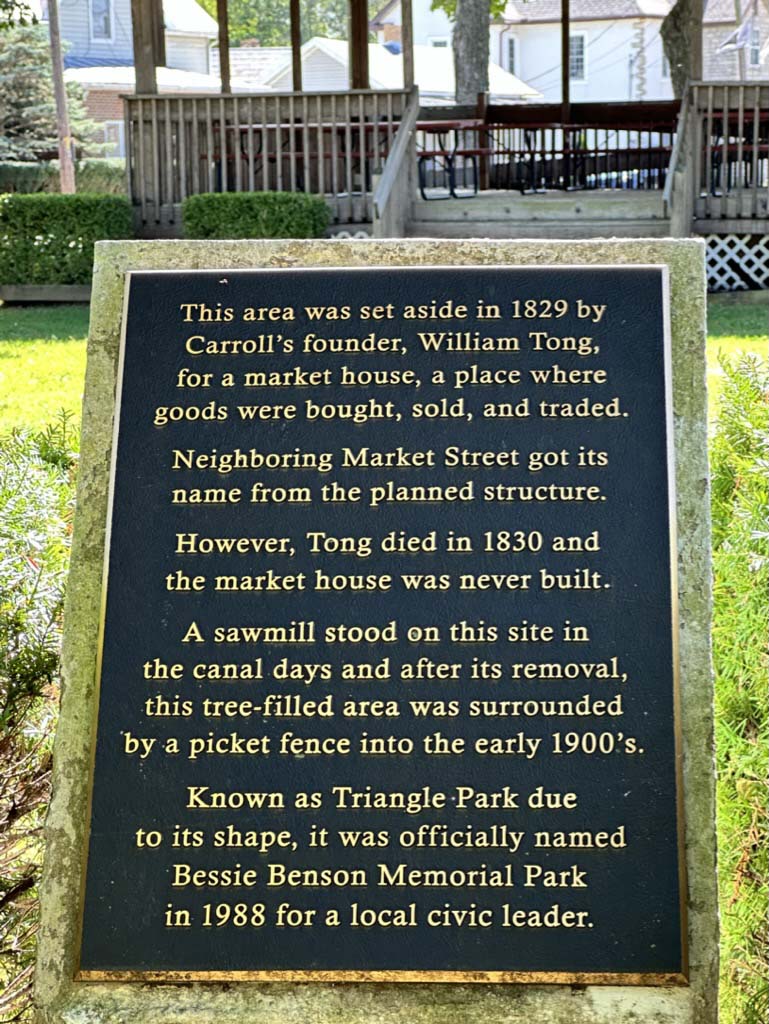 This area was set aside in 1829 by
Carroll's founder, William Tong,
for a market house, a place where
goods were bought, sold, and traded.
Neighboring Market Street got its
name from the planned structure.
However, Tong died in 1830 and
the market house was never built.
A sawmill stood on this site in
the canal days and after its removal,
this tree-filled area was surrounded
by a picket fence into the early 1900's.
Known as Triangle Park due
to its shape, it was officially named
Bessie Benson Memorial Park
in 1988 for a local civic leader.